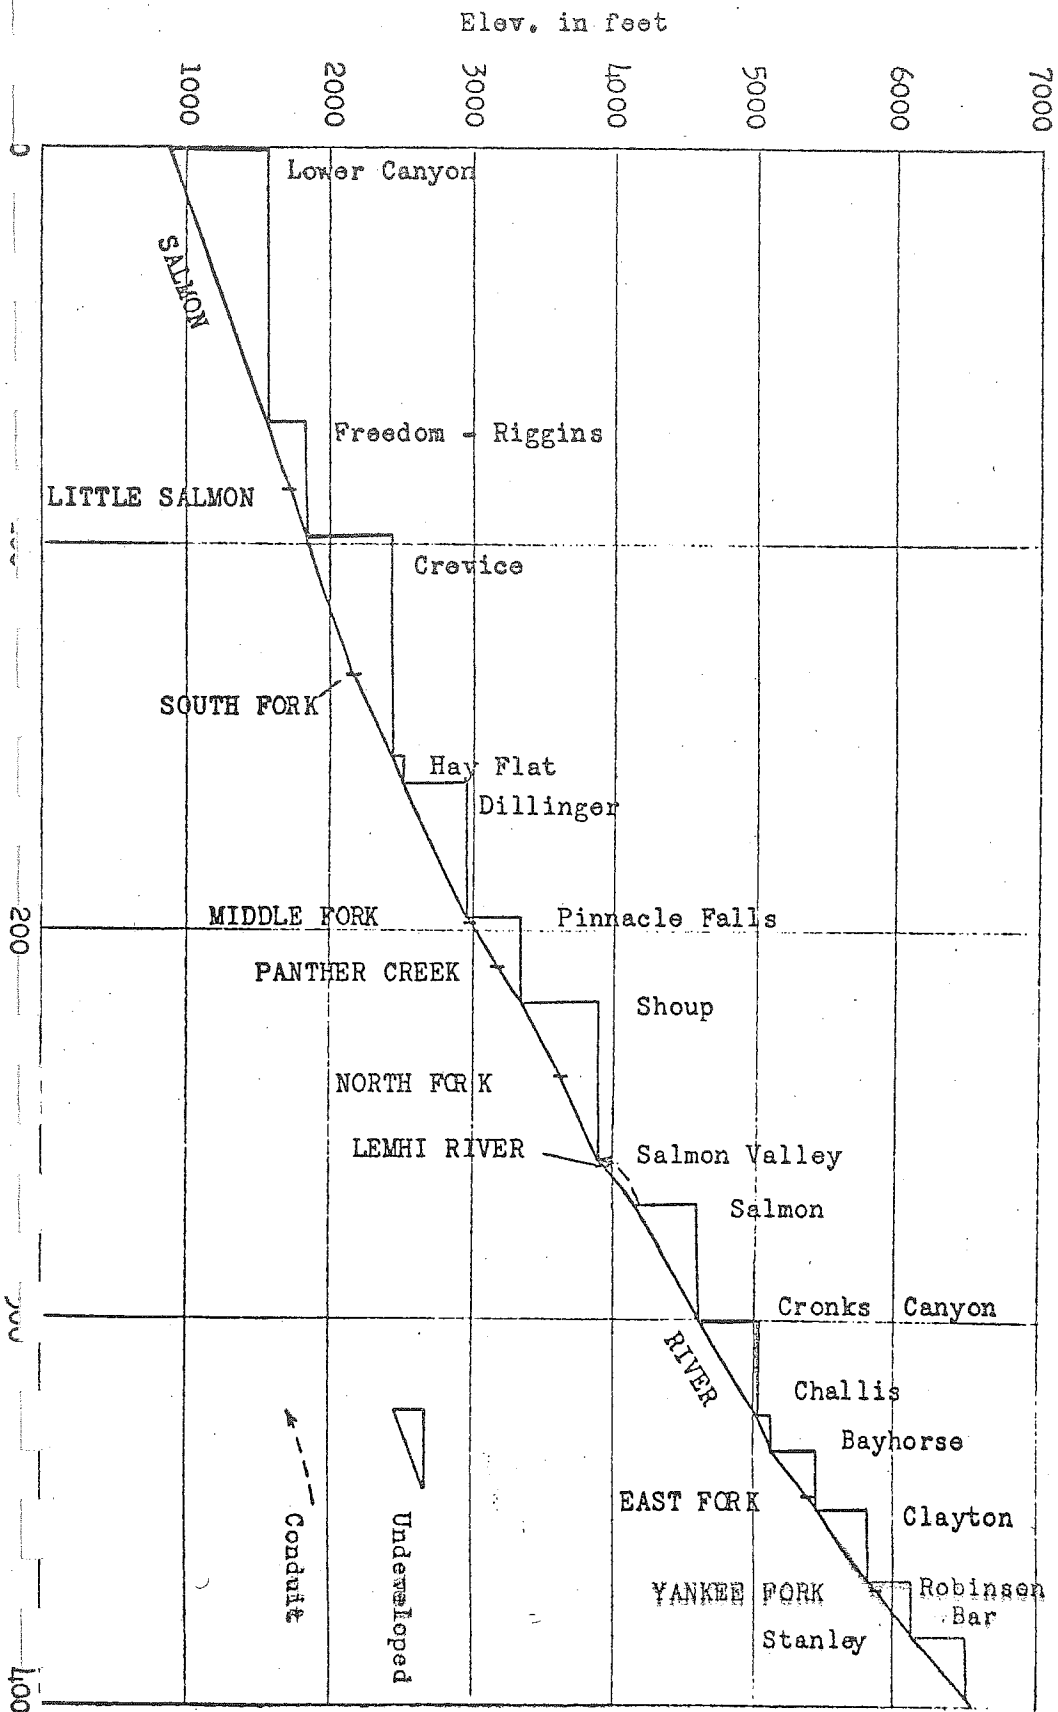 Elev. in feet
1000
2000
3000
4000
5000
6000
7000
0
Lower Canyon
SALMON
Freedom - Riggins
LITTLE SALMON
Crevice
SOUTH FORK
Hay Flat
Dillinger
MIDDLE FORK
Pinnacle Falls
200
PANTHER CREEK
Shoup
NORTH FORK
LEMHI RIVER
Salmon Valley
Salmon
Cronks Canyon
RIVER
Challis
Bayhorse
EAST FORK
Clayton
YANKEE FORK
Robinson
Bar
Stanley
Undeveloped
Conduit
400